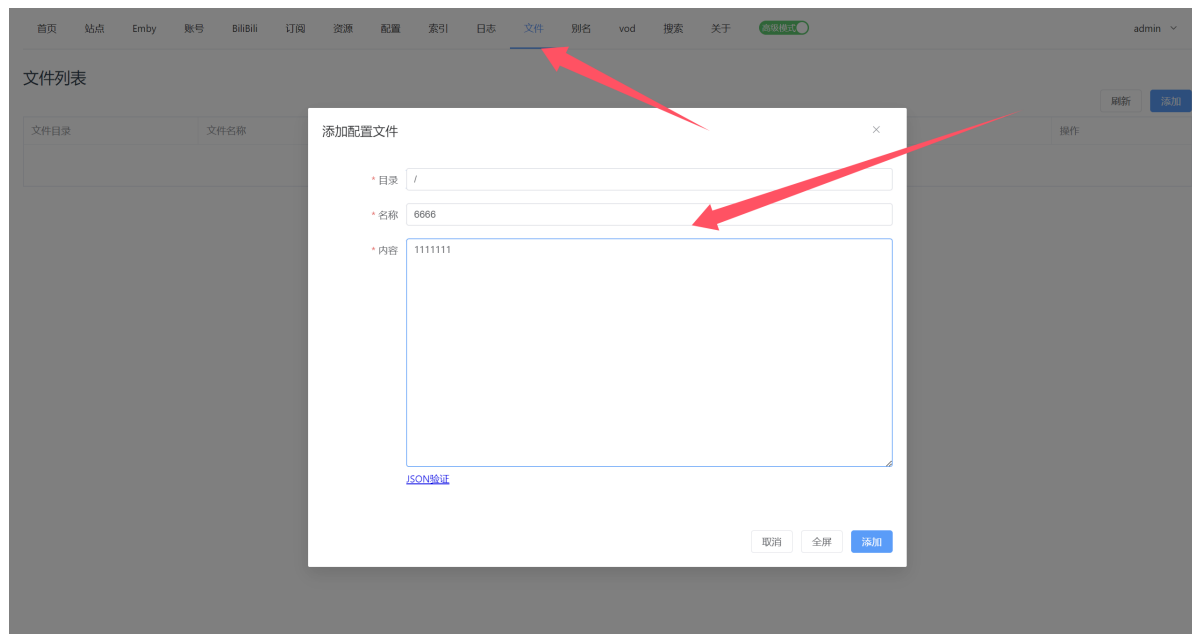 首页 站点 Emby 账号 BiliBili 订阅 资源 配置 索引 日志 文件 别名 vod 搜索 关于 高级模式 admin
文件列表
刷新 添加
文件目录 文件名称 操作
添加配置文件
* 目录 /
* 名称 6666
* 内容 1111111
JSON验证
取消 全屏 添加